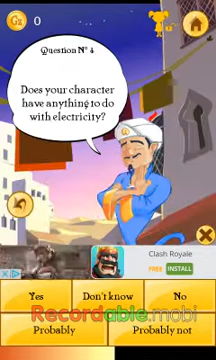 0
Question N° 4
Does your character
have anything to do
with electricity?
Clash Royale
FREE INSTALL
Yes
Don't know
No
Recordable.mobi
Probably
Probably not